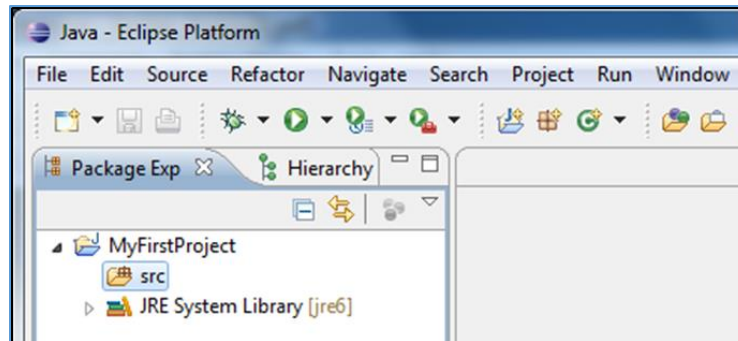 Java - Eclipse Platform
File Edit Source Refactor Navigate Search Project Run Window
Package Exp Hierarchy
MyFirstProject
src
JRE System Library [jre6]